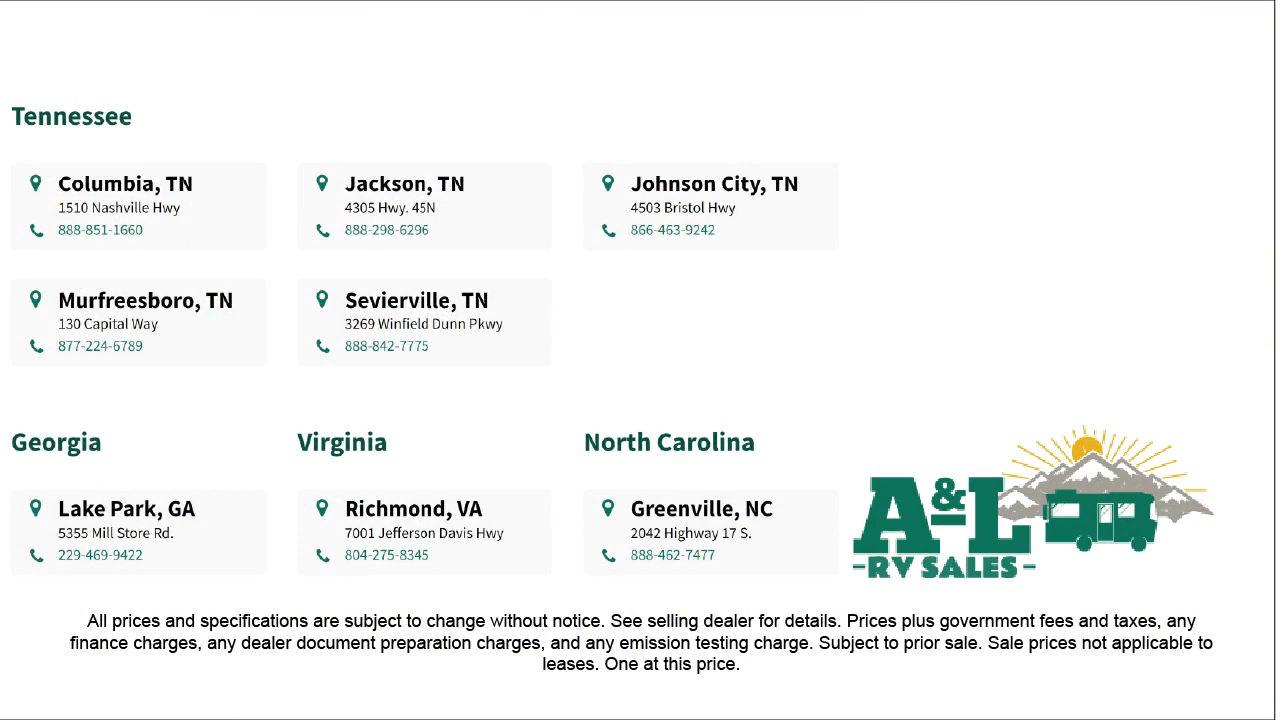 Tennessee
Columbia, TN
1510 Nashville Hwy
888-851-1660
Jackson, TN
4305 Hwy. 45N
888-298-6296
Johnson City, TN
4503 Bristol Hwy
866-463-9242
Murfreesboro, TN
130 Capital Way
877-224-6789
Sevierville, TN
3269 Winfield Dunn Pkwy
888-842-7775
Georgia
Lake Park, GA
5355 Mill Store Rd.
229-469-9422
Virginia
Richmond, VA
7001 Jefferson Davis Hwy
804-275-8345
North Carolina
Greenville, NC
2042 Highway 17 S.
888-462-7477
A&L
-RV SALES-
All prices and specifications are subject to change without notice. See selling dealer for details. Prices plus government fees and taxes, any
finance charges, any dealer document preparation charges, and any emission testing charge. Subject to prior sale. Sale prices not applicable to
leases. One at this price.